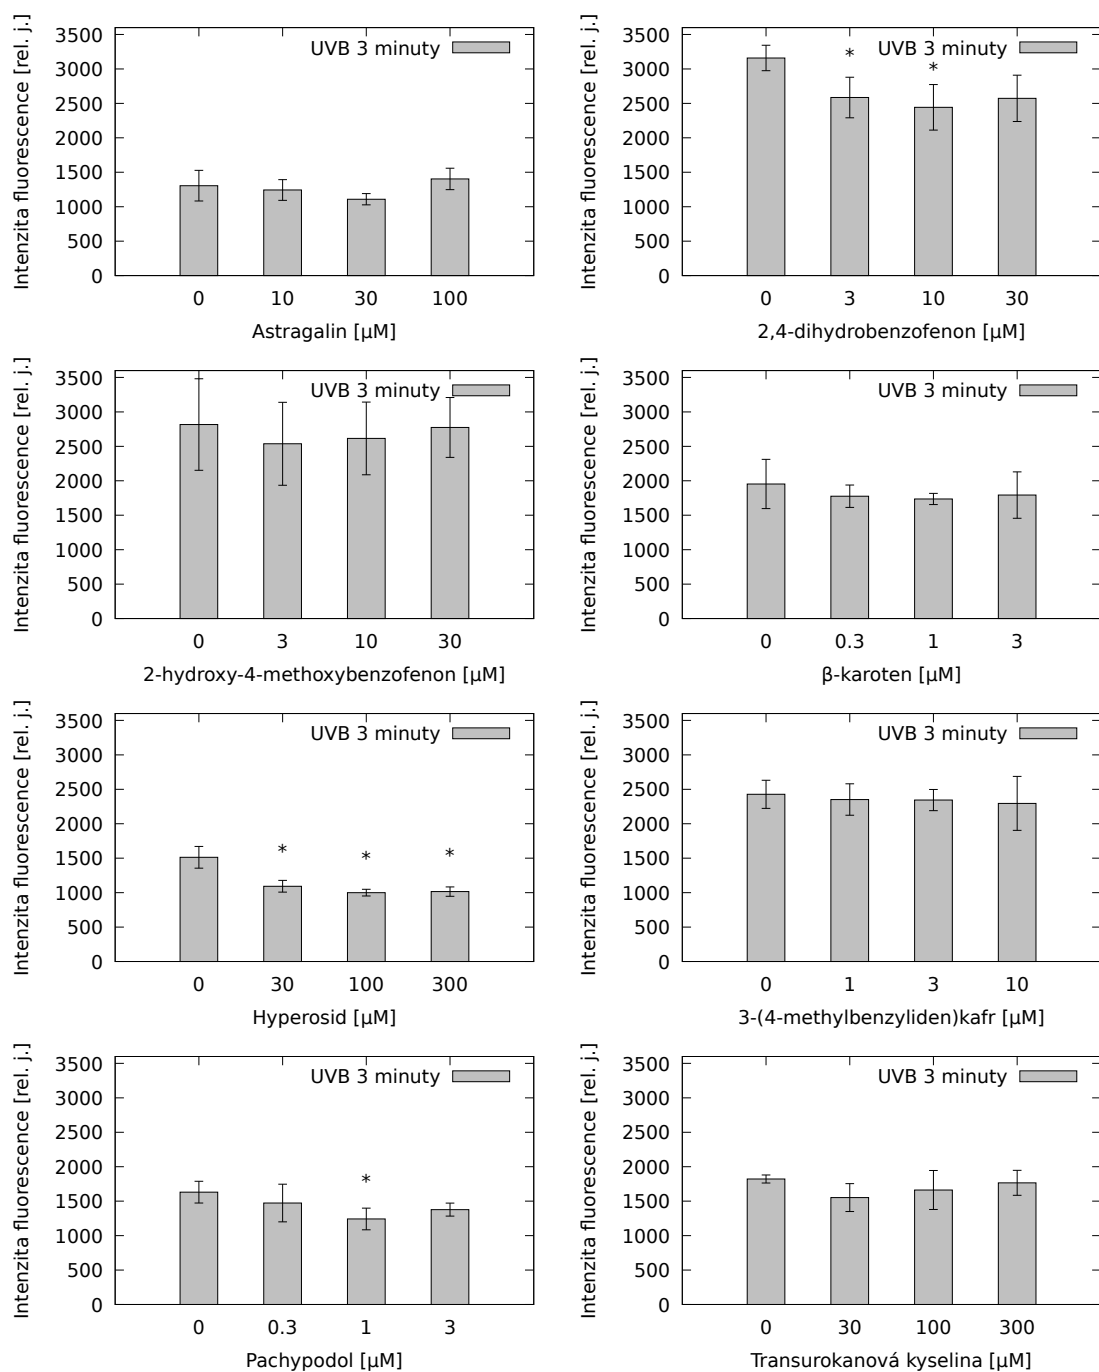 Intenzita fluorescence [rel. j.]
UVB 3 minuty
3500
3000
2500
2000
1500
1000
500
0
0 10 30 100
Astragalin [µM]
Intenzita fluorescence [rel. j.]
UVB 3 minuty
3500
3000
2500
2000
1500
1000
500
0
* *
0 3 10 30
2,4-dihydrobenzofenon [µM]
Intenzita fluorescence [rel. j.]
UVB 3 minuty
3500
3000
2500
2000
1500
1000
500
0
0 3 10 30
2-hydroxy-4-methoxybenzofenon [µM]
Intenzita fluorescence [rel. j.]
UVB 3 minuty
3500
3000
2500
2000
1500
1000
500
0
0 0.3 1 3
β-karoten [µM]
Intenzita fluorescence [rel. j.]
UVB 3 minuty
3500
3000
2500
2000
1500
1000
500
0
* * *
0 30 100 300
Hyperosid [µM]
Intenzita fluorescence [rel. j.]
UVB 3 minuty
3500
3000
2500
2000
1500
1000
500
0
0 1 3 10
3-(4-methylbenzyliden)kafr [µM]
Intenzita fluorescence [rel. j.]
UVB 3 minuty
3500
3000
2500
2000
1500
1000
500
0
*
0 0.3 1 3
Pachypodol [µM]
Intenzita fluorescence [rel. j.]
UVB 3 minuty
3500
3000
2500
2000
1500
1000
500
0
0 30 100 300
Transurokanová kyselina [µM]